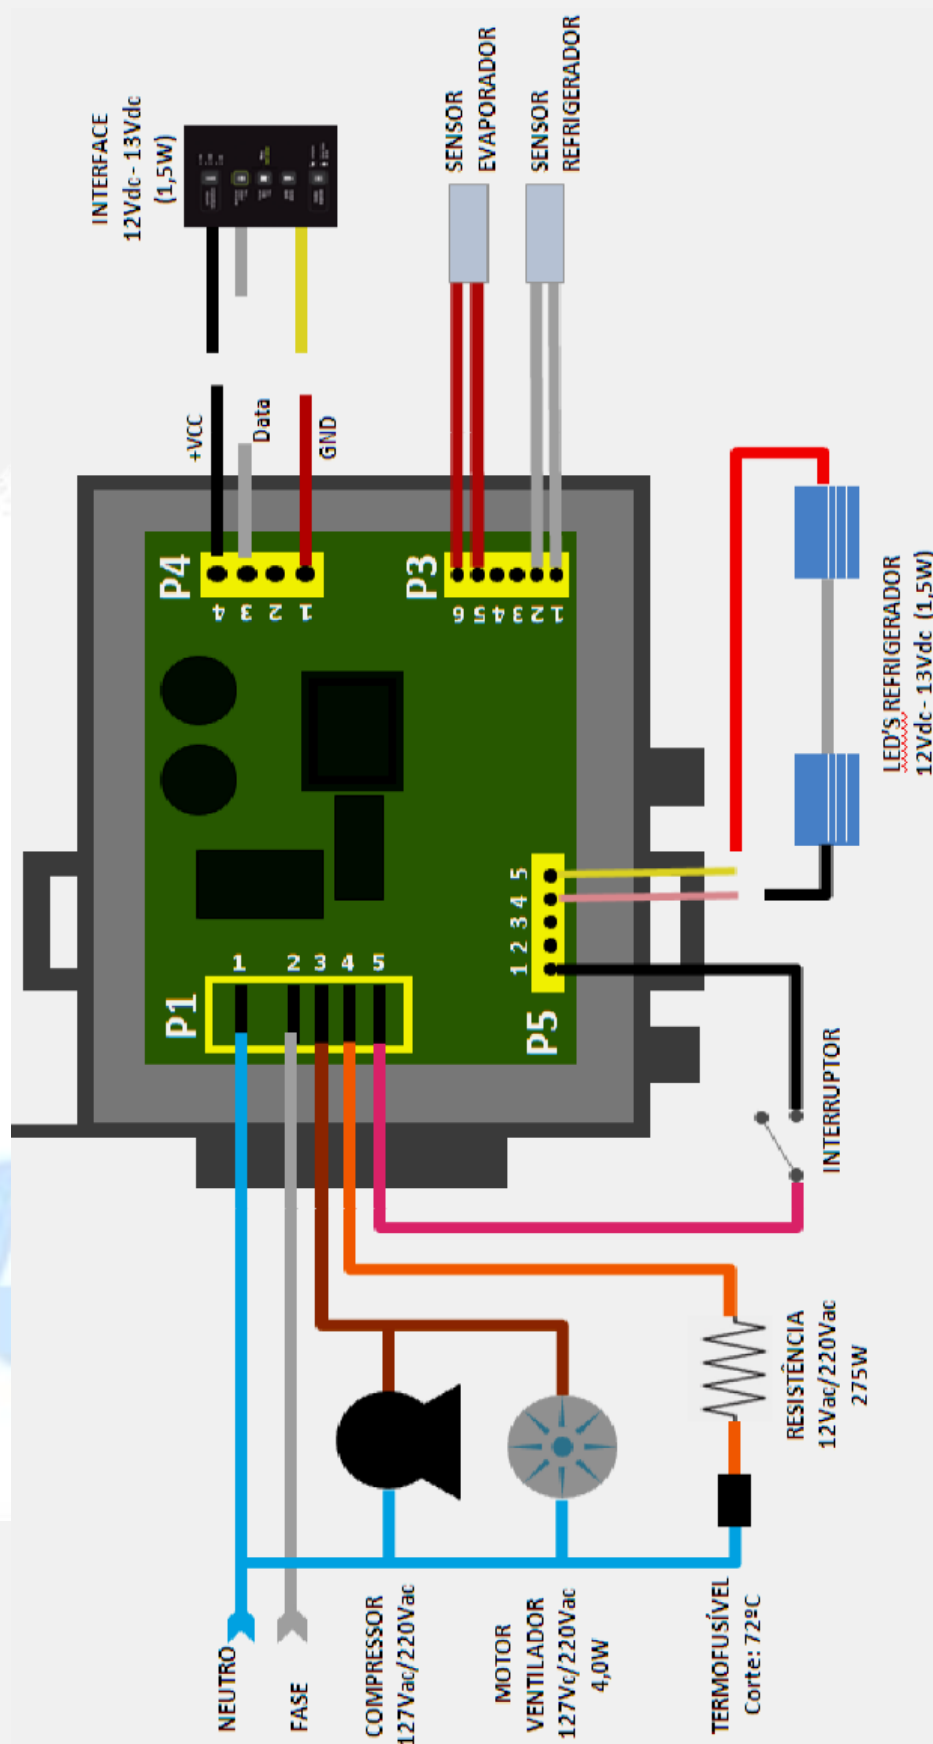 INTERFACE
12Vdc- 13Vdc
(1,5W)
SENSOR
EVAPORADOR
SENSOR
REFRIGERADOR
+VCC
Data
GND
P4
4
3
2
1
P3
6
5
4
3
2
1
P1
1
2
3
4
5
P5
1 2 3 4 5
LED'S REFRIGERADOR
12Vdc- 13Vdc (1,5W)
INTERRUPTOR
RESISTÊNCIA
12Vac/220Vac
275W
NEUTRO
FASE
COMPRESSOR
127Vac/220Vac
MOTOR
VENTILADOR
127Vc/220Vac
4,0W
TERMOFUSÍVEL
Corte: 72ºC